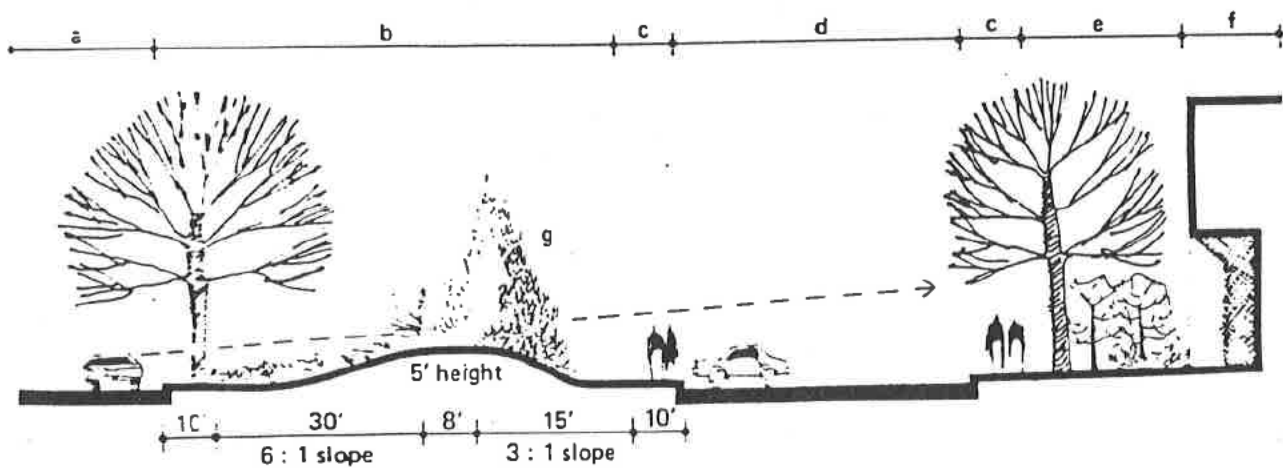 a b c d c e f
g
5' height
10 30' 8' 15' 10'
6 : 1 slope 3 : 1 slope